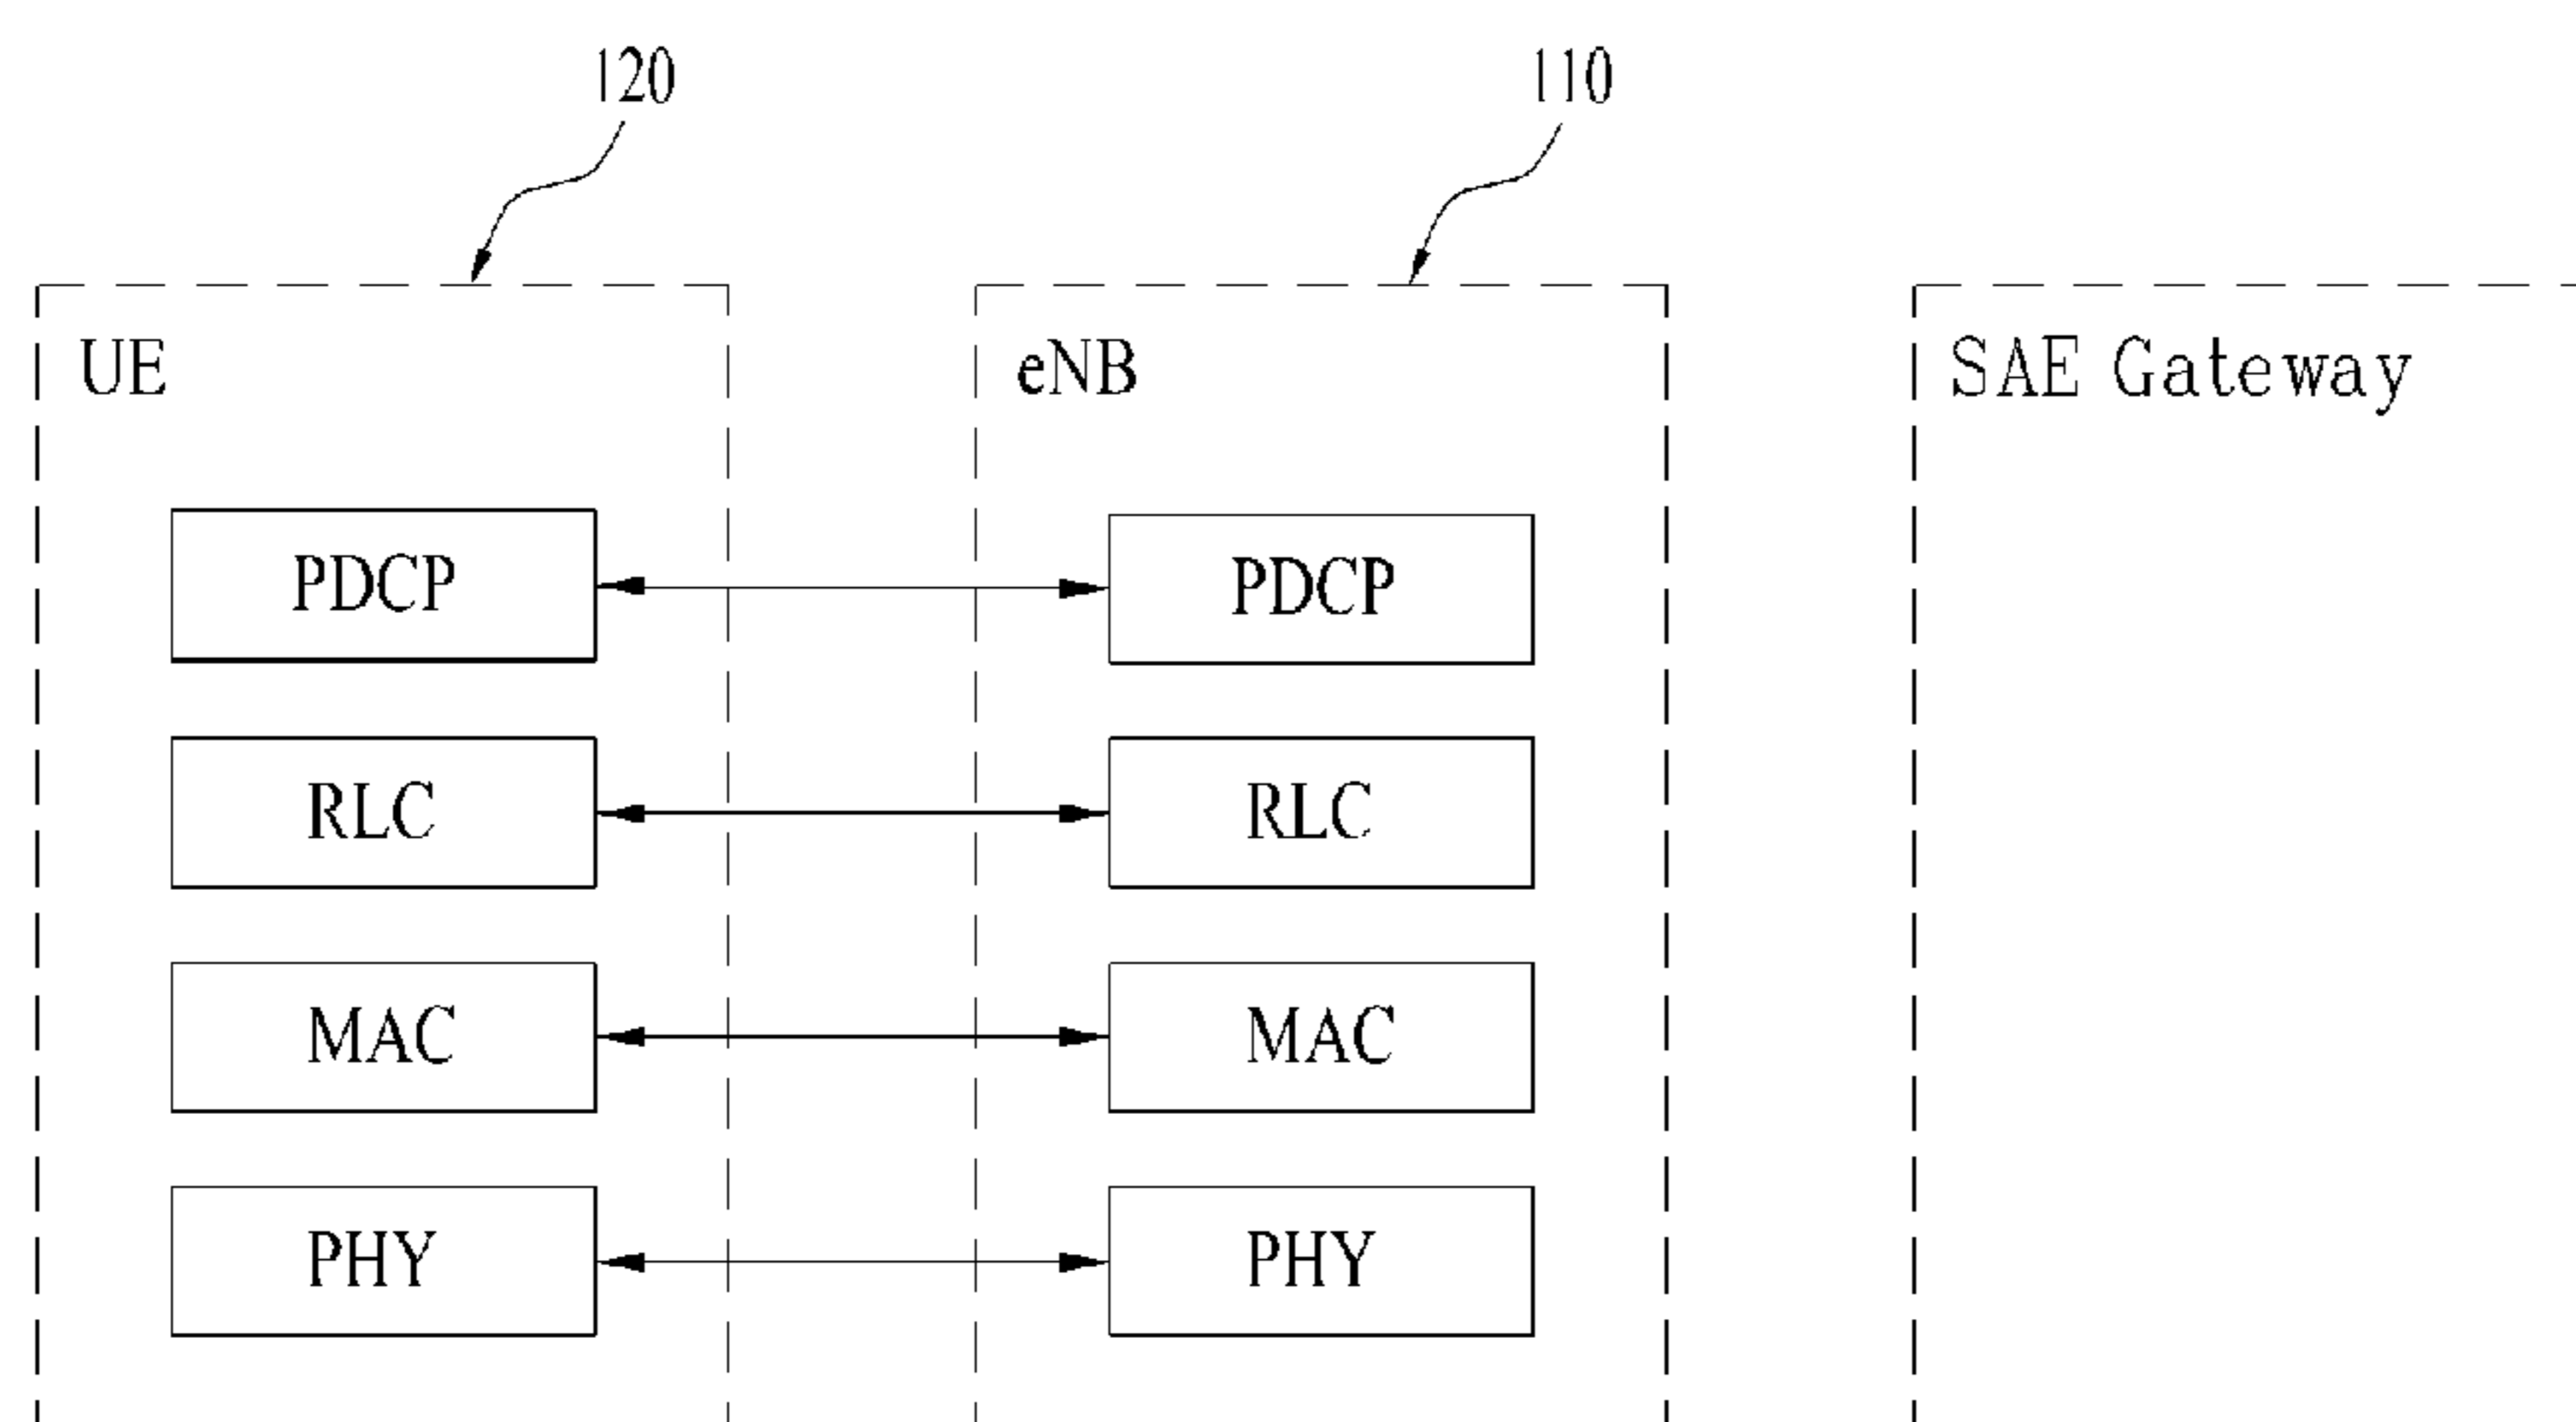 120 110
UE eNB SAE Gateway
PDCP PDCP
RLC RLC
MAC MAC
PHY PHY